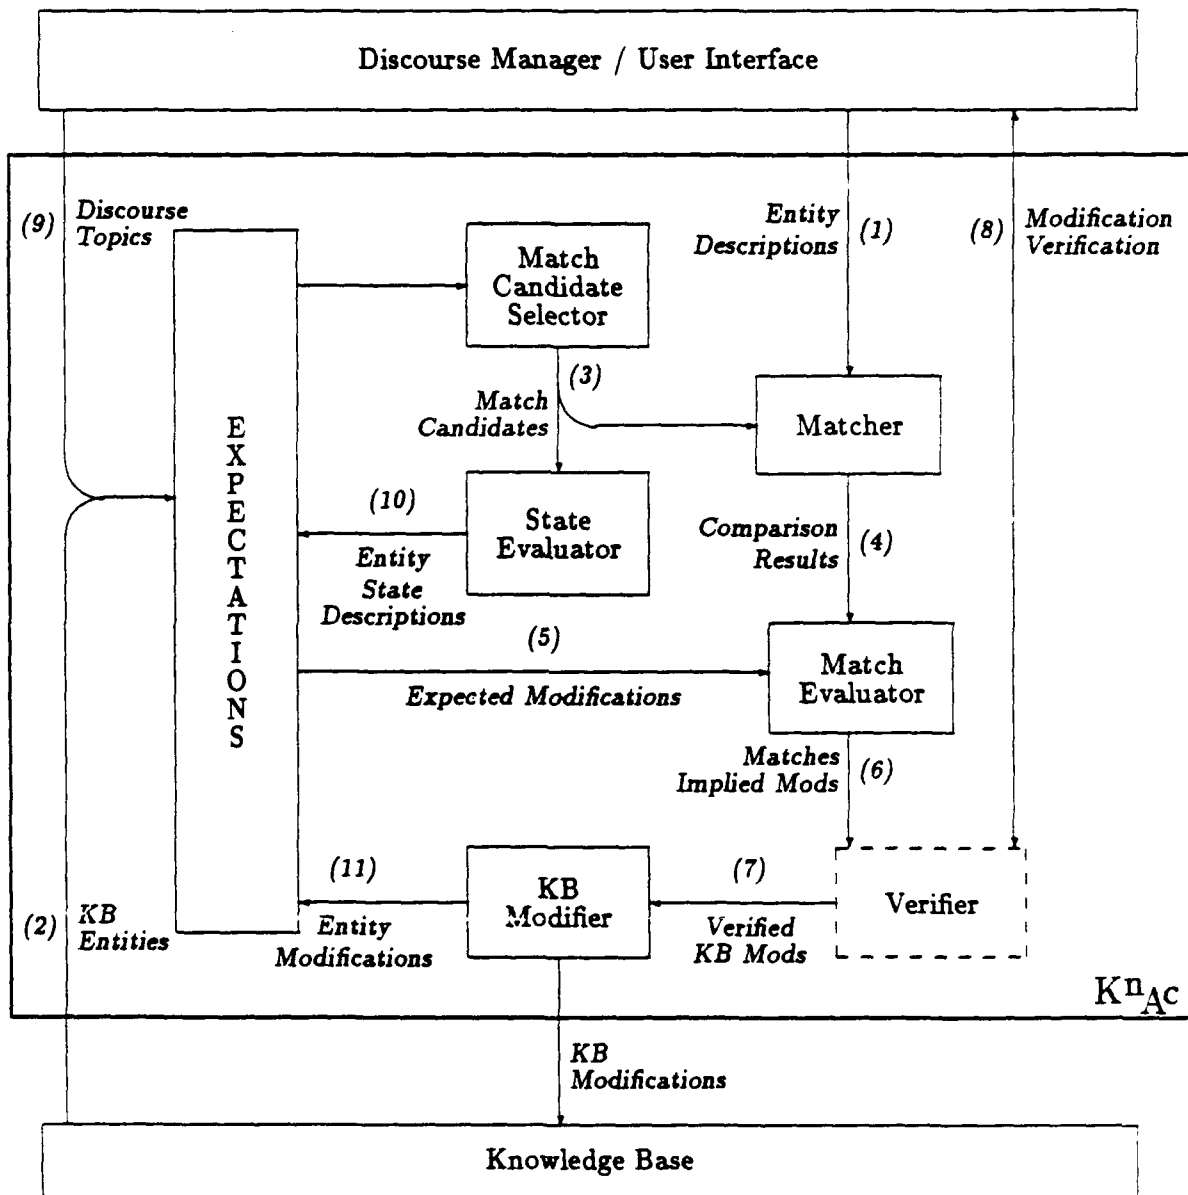 Discourse Manager / User Interface
(9) Discourse
Topics
Match
Candidate
Selector
Entity
Descriptions
(1)
(8)
Modification
Verification
(3)
Match
Candidates
Matcher
EXPECTATIONS
(10)
Entity
State
Descriptions
State
Evaluator
Comparison
Results
(4)
(5)
Expected Modifications
Match
Evaluator
Matches
Implied Mods
(6)
(11)
Entity
Modifications
KB
Modifier
(7)
Verified
KB Mods
Verifier
(2) KB
Entities
KnAc
KB
Modifications
Knowledge Base